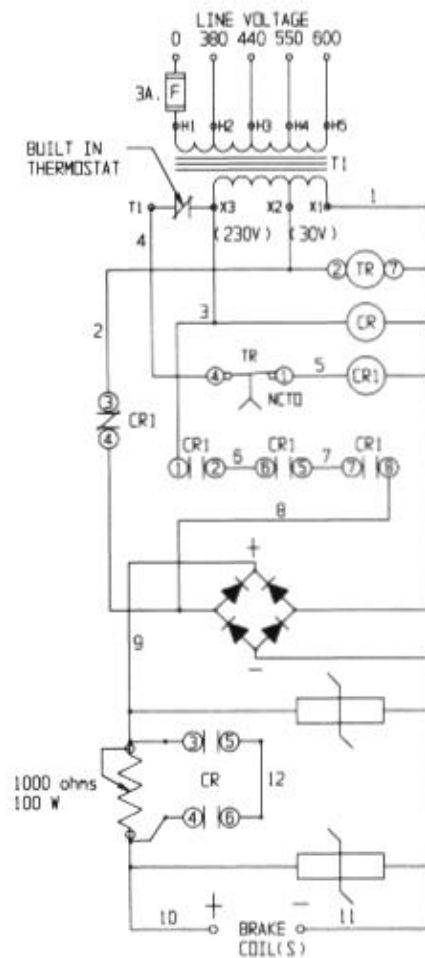 LINE VOLTAGE
0 380 440 550 600
3A. F
H1 H2 H3 H4 H5
BUILT IN
THERMOSTAT
T1
T1 X3 X2 X1 1
4 (230V) (30V)
2 TR 7
3 CR
2 TR
4 1 5 CR1
NCTO
3
CR1
4
CR1 CR1 CR1
1 2 6 6 5 7 7 8
8
+
9 -
3 5
1000 ohms
100 W
CR 12
4 6
+ -
10 11
BRAKE
COIL(S)